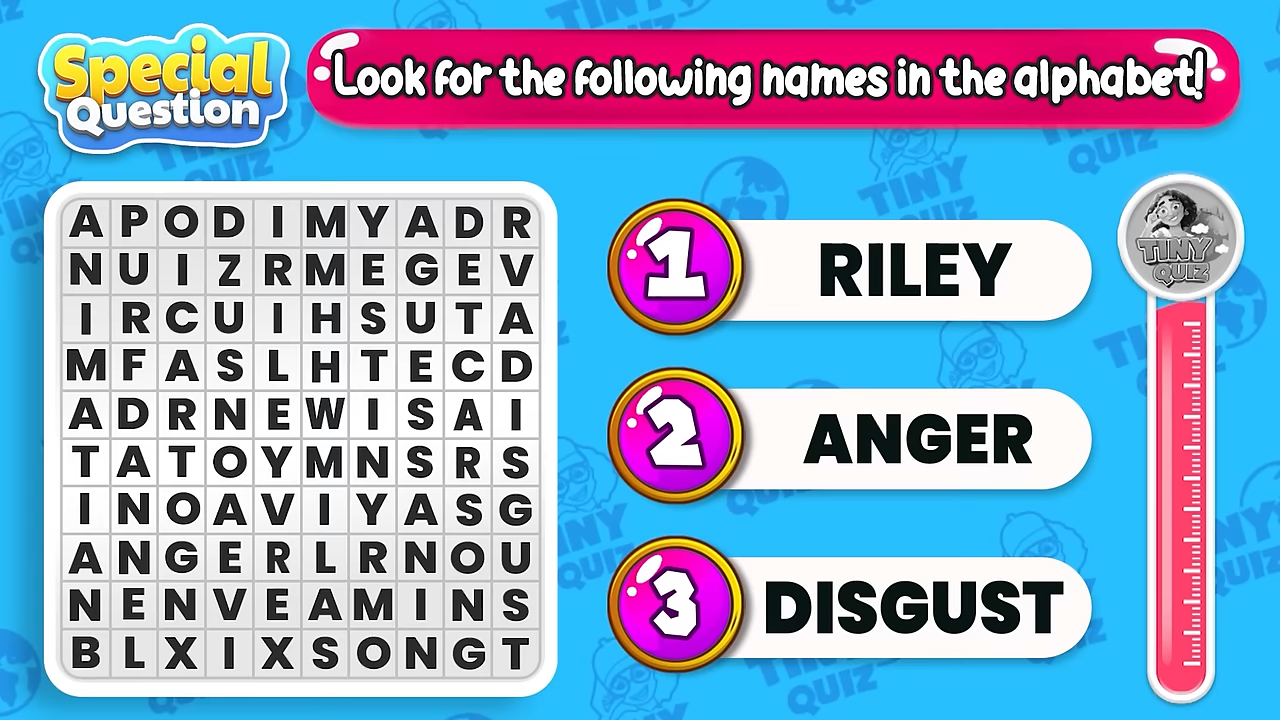 Special
Question
Look for the following names in the alphabet!
A P O D I M Y A D R
N U I Z R M E G E V
I R C U I H S U T A
M F A S L H T E C D
A D R N E W I S A I
T A T O Y M N S R S
I N O A V I Y A S G
A N G E R L R N O U
N E N V E A M I N S
B L X I X S O N G T
1 RILEY
2 ANGER
3 DISGUST
TINY
QUIZ